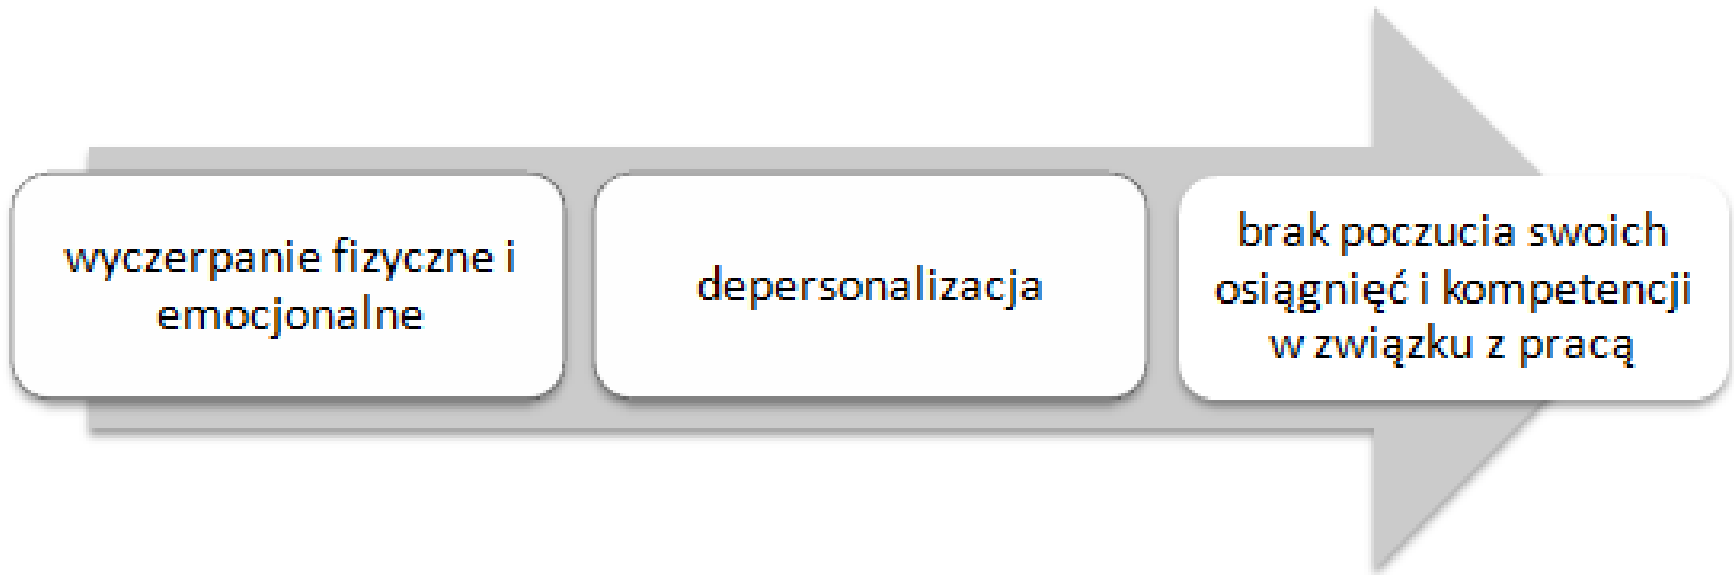 wyczerpanie fizyczne i
emocjonalne
depersonalizacja
brak poczucia swoich
osiągnięć i kompetencji
w związku z pracą